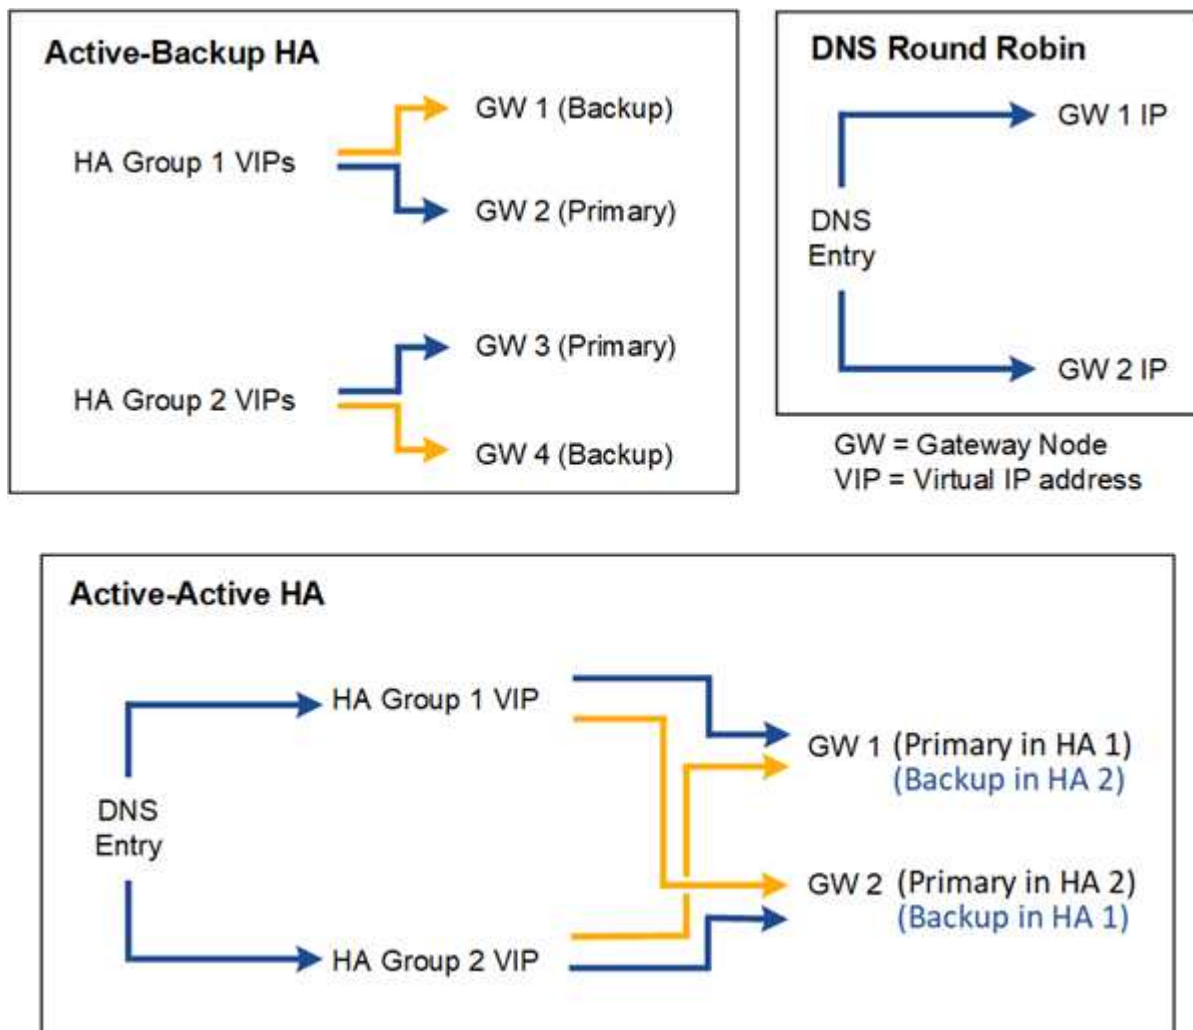 Active-Backup HA
HA Group 1 VIPs
GW 1 (Backup)
GW 2 (Primary)
HA Group 2 VIPs
GW 3 (Primary)
GW 4 (Backup)
DNS Round Robin
DNS
Entry
GW 1 IP
GW 2 IP
GW = Gateway Node
VIP = Virtual IP address
Active-Active HA
DNS
Entry
HA Group 1 VIP
HA Group 2 VIP
GW 1 (Primary in HA 1)
(Backup in HA 2)
GW 2 (Primary in HA 2)
(Backup in HA 1)